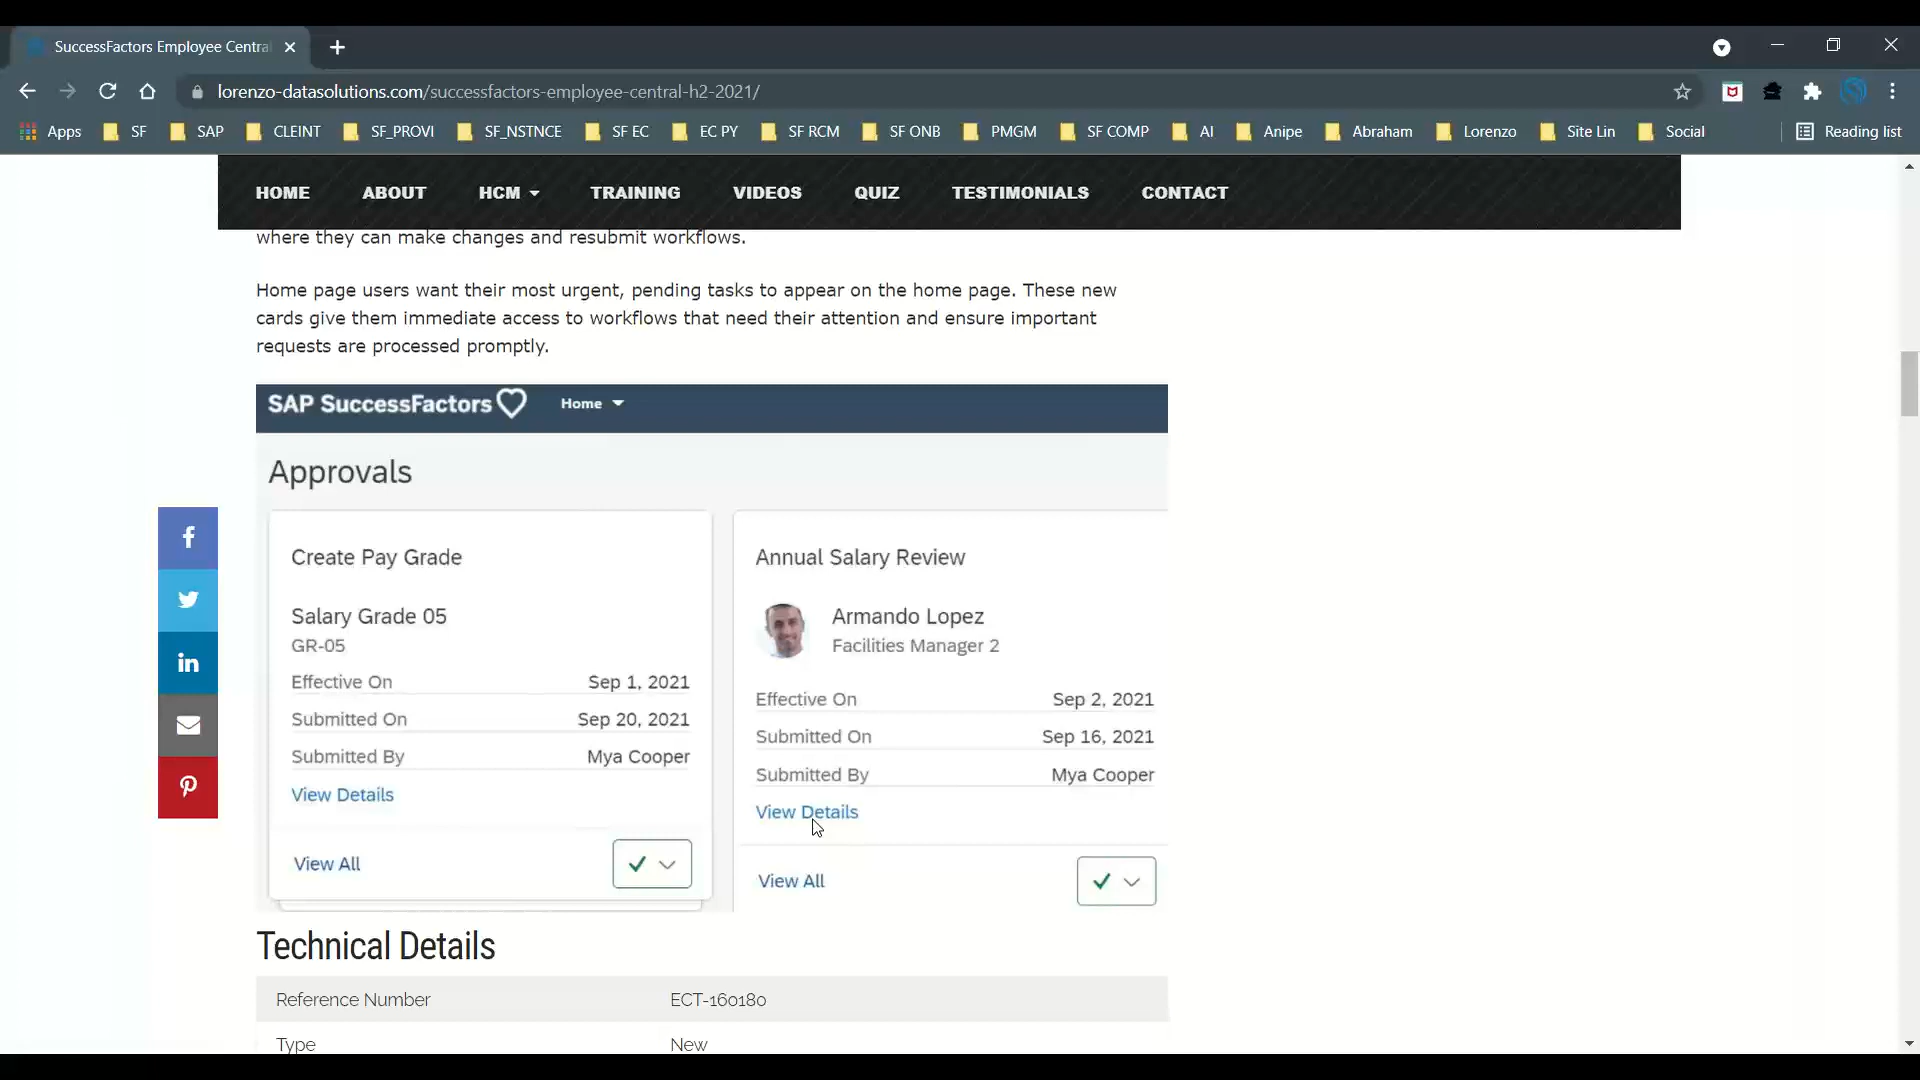 SuccessFactors Employee Centra
lorenzo-datasolutions.com/successfactors-employee-central-h2-2021/
Apps SF SAP CLEINT SF_PROVI SF_NSTNCE SF EC EC PY SF RCM SF ONB PMGM SF COMP AI Anipe Abraham Lorenzo Site Lin Social Reading list
HOME ABOUT HCM TRAINING VIDEOS QUIZ TESTIMONIALS CONTACT
where they can make changes and resubmit workflows.
Home page users want their most urgent, pending tasks to appear on the home page. These new
cards give them immediate access to workflows that need their attention and ensure important
requests are processed promptly.
SAP SuccessFactors Home
Approvals
Create Pay Grade
Salary Grade 05
GR-05
Effective On Sep 1, 2021
Submitted On Sep 20, 2021
Submitted By Mya Cooper
View Details
View All
Annual Salary Review
Armando Lopez
Facilities Manager 2
Effective On Sep 2, 2021
Submitted On Sep 16, 2021
Submitted By Mya Cooper
View Details
View All
Technical Details
Reference Number ECT-160180
Type New